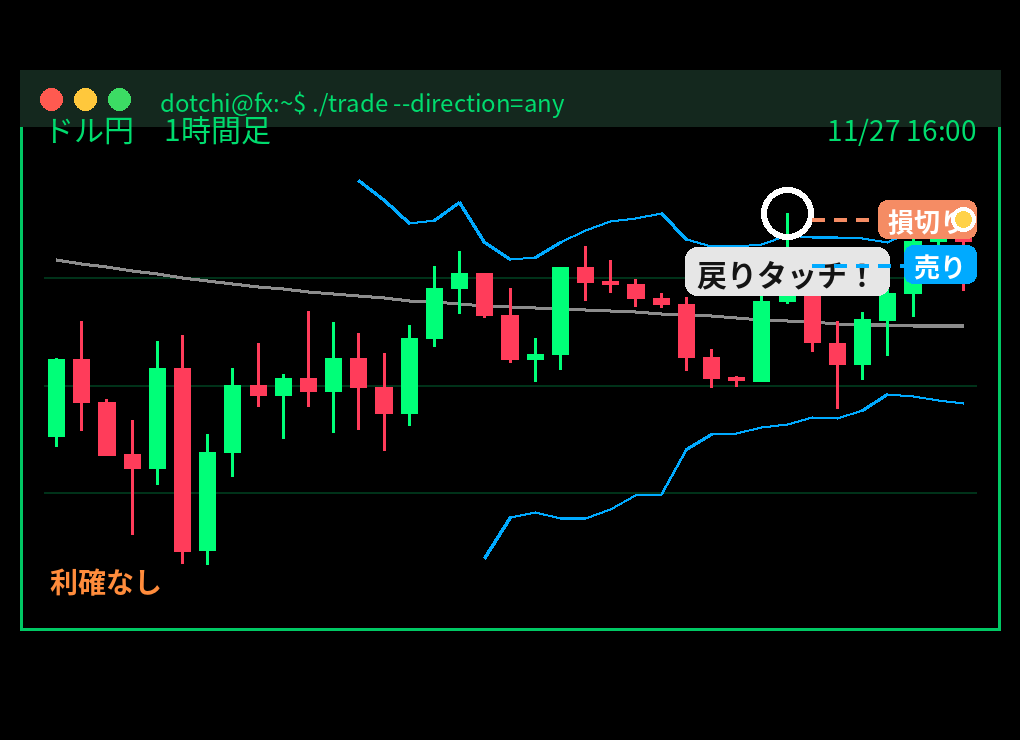 dotchi@fx:~$ ./trade --direction=any
ドル円 1時間足
11/27 16:00
損切り
戻りタッチ！
売り
利確なし